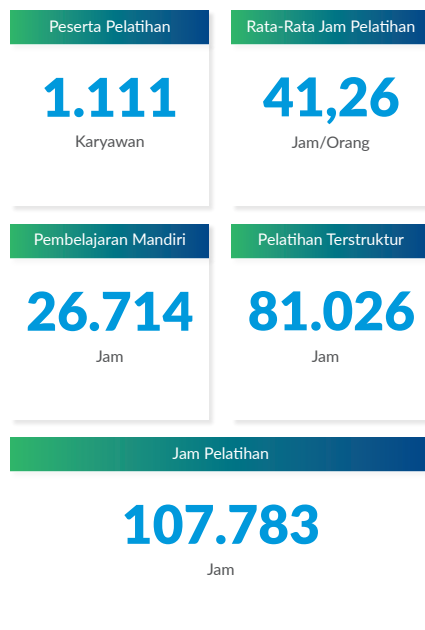 Peserta Pelatihan
1.111
Karyawan
Rata-Rata Jam Pelatihan
41,26
Jam/Orang
Pembelajaran Mandiri
26.714
Jam
Pelatihan Terstruktur
81.026
Jam
Jam Pelatihan
107.783
Jam